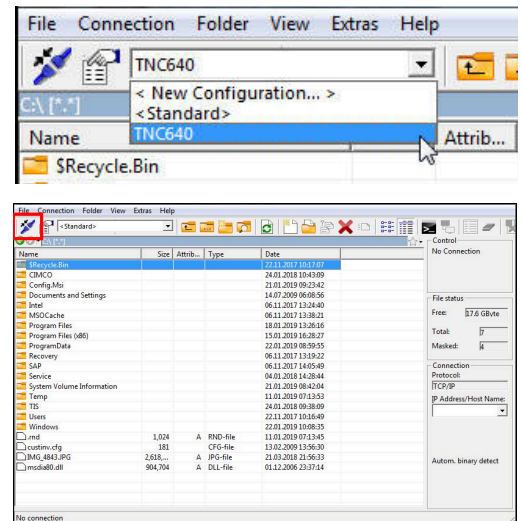 File Connection Folder View Extras Help
TNC640
C:\ [*.*]
< New Configuration... >
<Standard>
Name TNC640 Attrib...
$Recycle.Bin
File Connection Folder View Extras Help
<Standard>
C:\ [*.*] Control
Name Size Attrib... Type Date No Connection
$Recycle.Bin 22.11.2017 10:17:07
CIMCO 24.01.2018 10:43:09
Config.Msi 21.01.2019 09:23:42
Documents and Settings 14.07.2009 06:08:56 File status
Intel 06.11.2017 13:24:40
MSOCache 06.11.2017 13:38:21 Free: 17.6 GByte
Program Files 18.01.2019 13:26:16
Program Files (x86) 15.01.2019 16:28:27 Total: 7
ProgramData 22.01.2019 08:59:55 Masked: 4
Recovery 06.11.2017 13:19:22
SAP 06.11.2017 14:05:49 Connection
Service 04.01.2018 14:28:44 Protocol:
System Volume Information 21.01.2019 08:42:04 TCP/IP
Temp 11.01.2019 07:13:53 IP Address/Host Name:
TIS 24.01.2018 09:38:09
Users 22.11.2017 10:16:49
Windows 22.01.2019 10:08:35
.rnd 1,024 A RND-file 11.01.2019 07:13:45
custinv.cfg 181 CFG-file 13.02.2009 13:56:30
IMG_4843.JPG 2,618,... A JPG-file 21.03.2018 21:56:33 Autom. binary detect
msdia80.dll 904,704 A DLL-file 01.12.2006 23:37:14
No connection